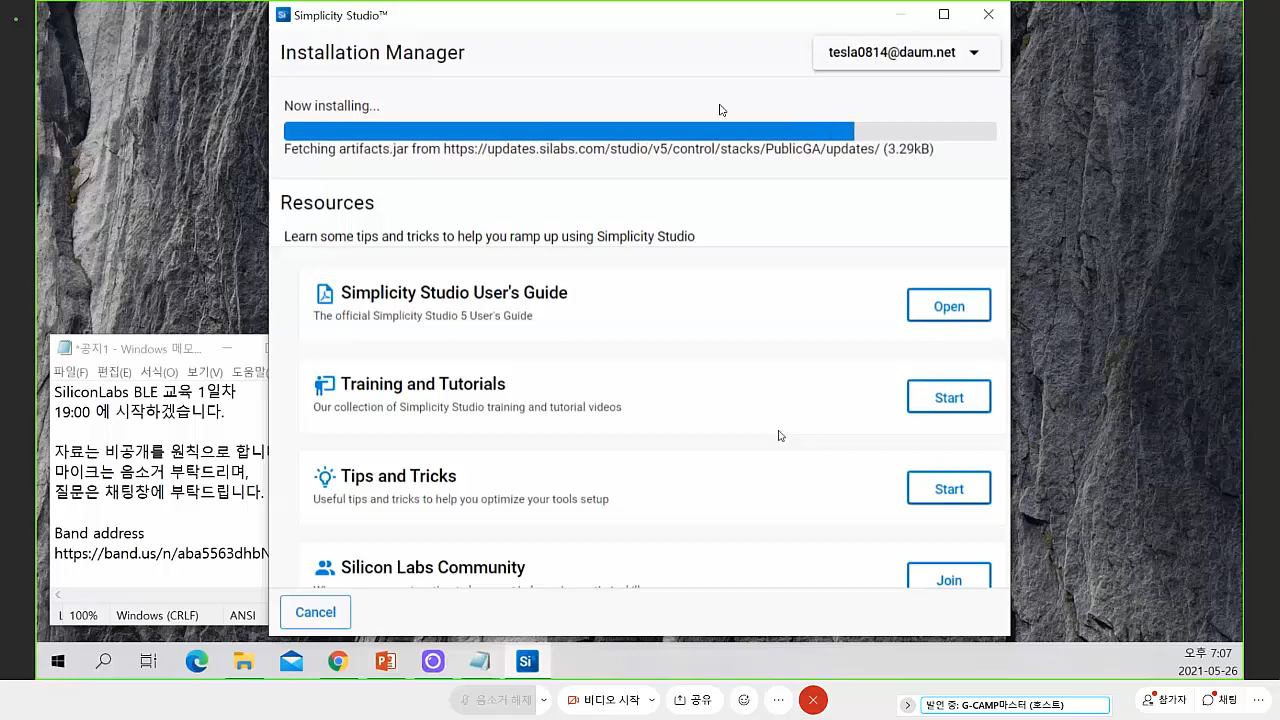 Simplicity Studio™
Installation Manager
tesla0814@daum.net
Now installing...
Fetching artifacts.jar from https://updates.silabs.com/studio/v5/control/stacks/PublicGA/updates/ (3.29kB)
Resources
Learn some tips and tricks to help you ramp up using Simplicity Studio
Simplicity Studio User's Guide
The official Simplicity Studio 5 User's Guide
Open
Training and Tutorials
Our collection of Simplicity Studio training and tutorial videos
Start
Tips and Tricks
Useful tips and tricks to help you optimize your tools setup
Start
Silicon Labs Community
Join
Cancel
*공지1 - Windows 메모...
파일(F) 편집(E) 서식(O) 보기(V) 도움말(
SiliconLabs BLE 교육 1일차
19:00 에 시작하겠습니다.
자료는 비공개를 원칙으로 합니
마이크는 음소거 부탁드리며,
질문은 채팅창에 부탁드립니다.
Band address
https://band.us/n/aba5563dhb
100% Windows (CRLF) ANSI
Si
오후 7:07
2021-05-26
음소거 해제
비디오 시작
공유
발언 중: G-CAMP마스터 (호스트)
참가자
채팅